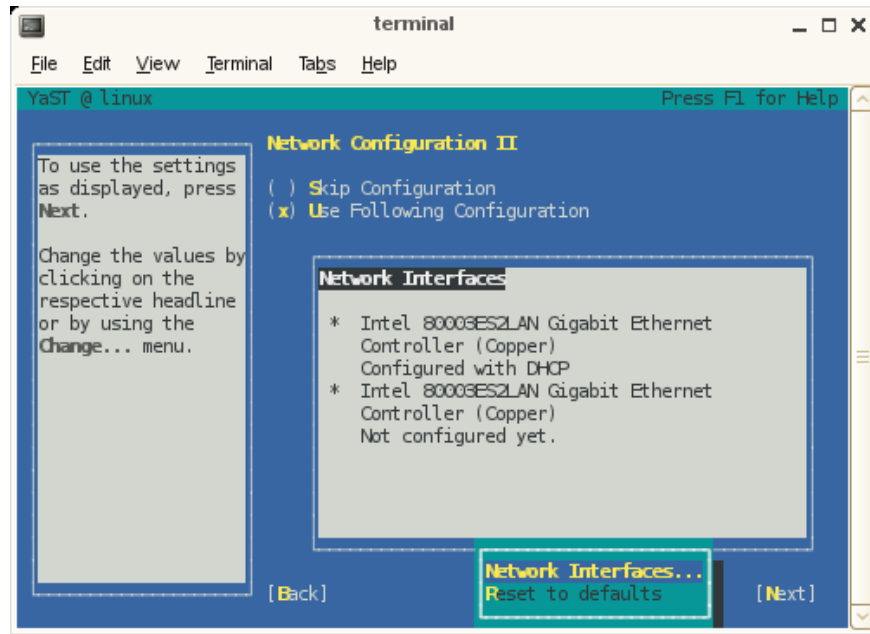 terminal
File Edit View Terminal Tabs Help
YaST @ linux Press F1 for Help
To use the settings
as displayed, press
Next.
Change the values by
clicking on the
respective headline
or by using the
Change... menu.
Network Configuration II
( ) Skip Configuration
(x) Use Following Configuration
Network Interfaces
* Intel 80003ES2LAN Gigabit Ethernet
Controller (Copper)
Configured with DHCP
* Intel 80003ES2LAN Gigabit Ethernet
Controller (Copper)
Not configured yet.
Network Interfaces...
Reset to defaults
[Back] [Next]